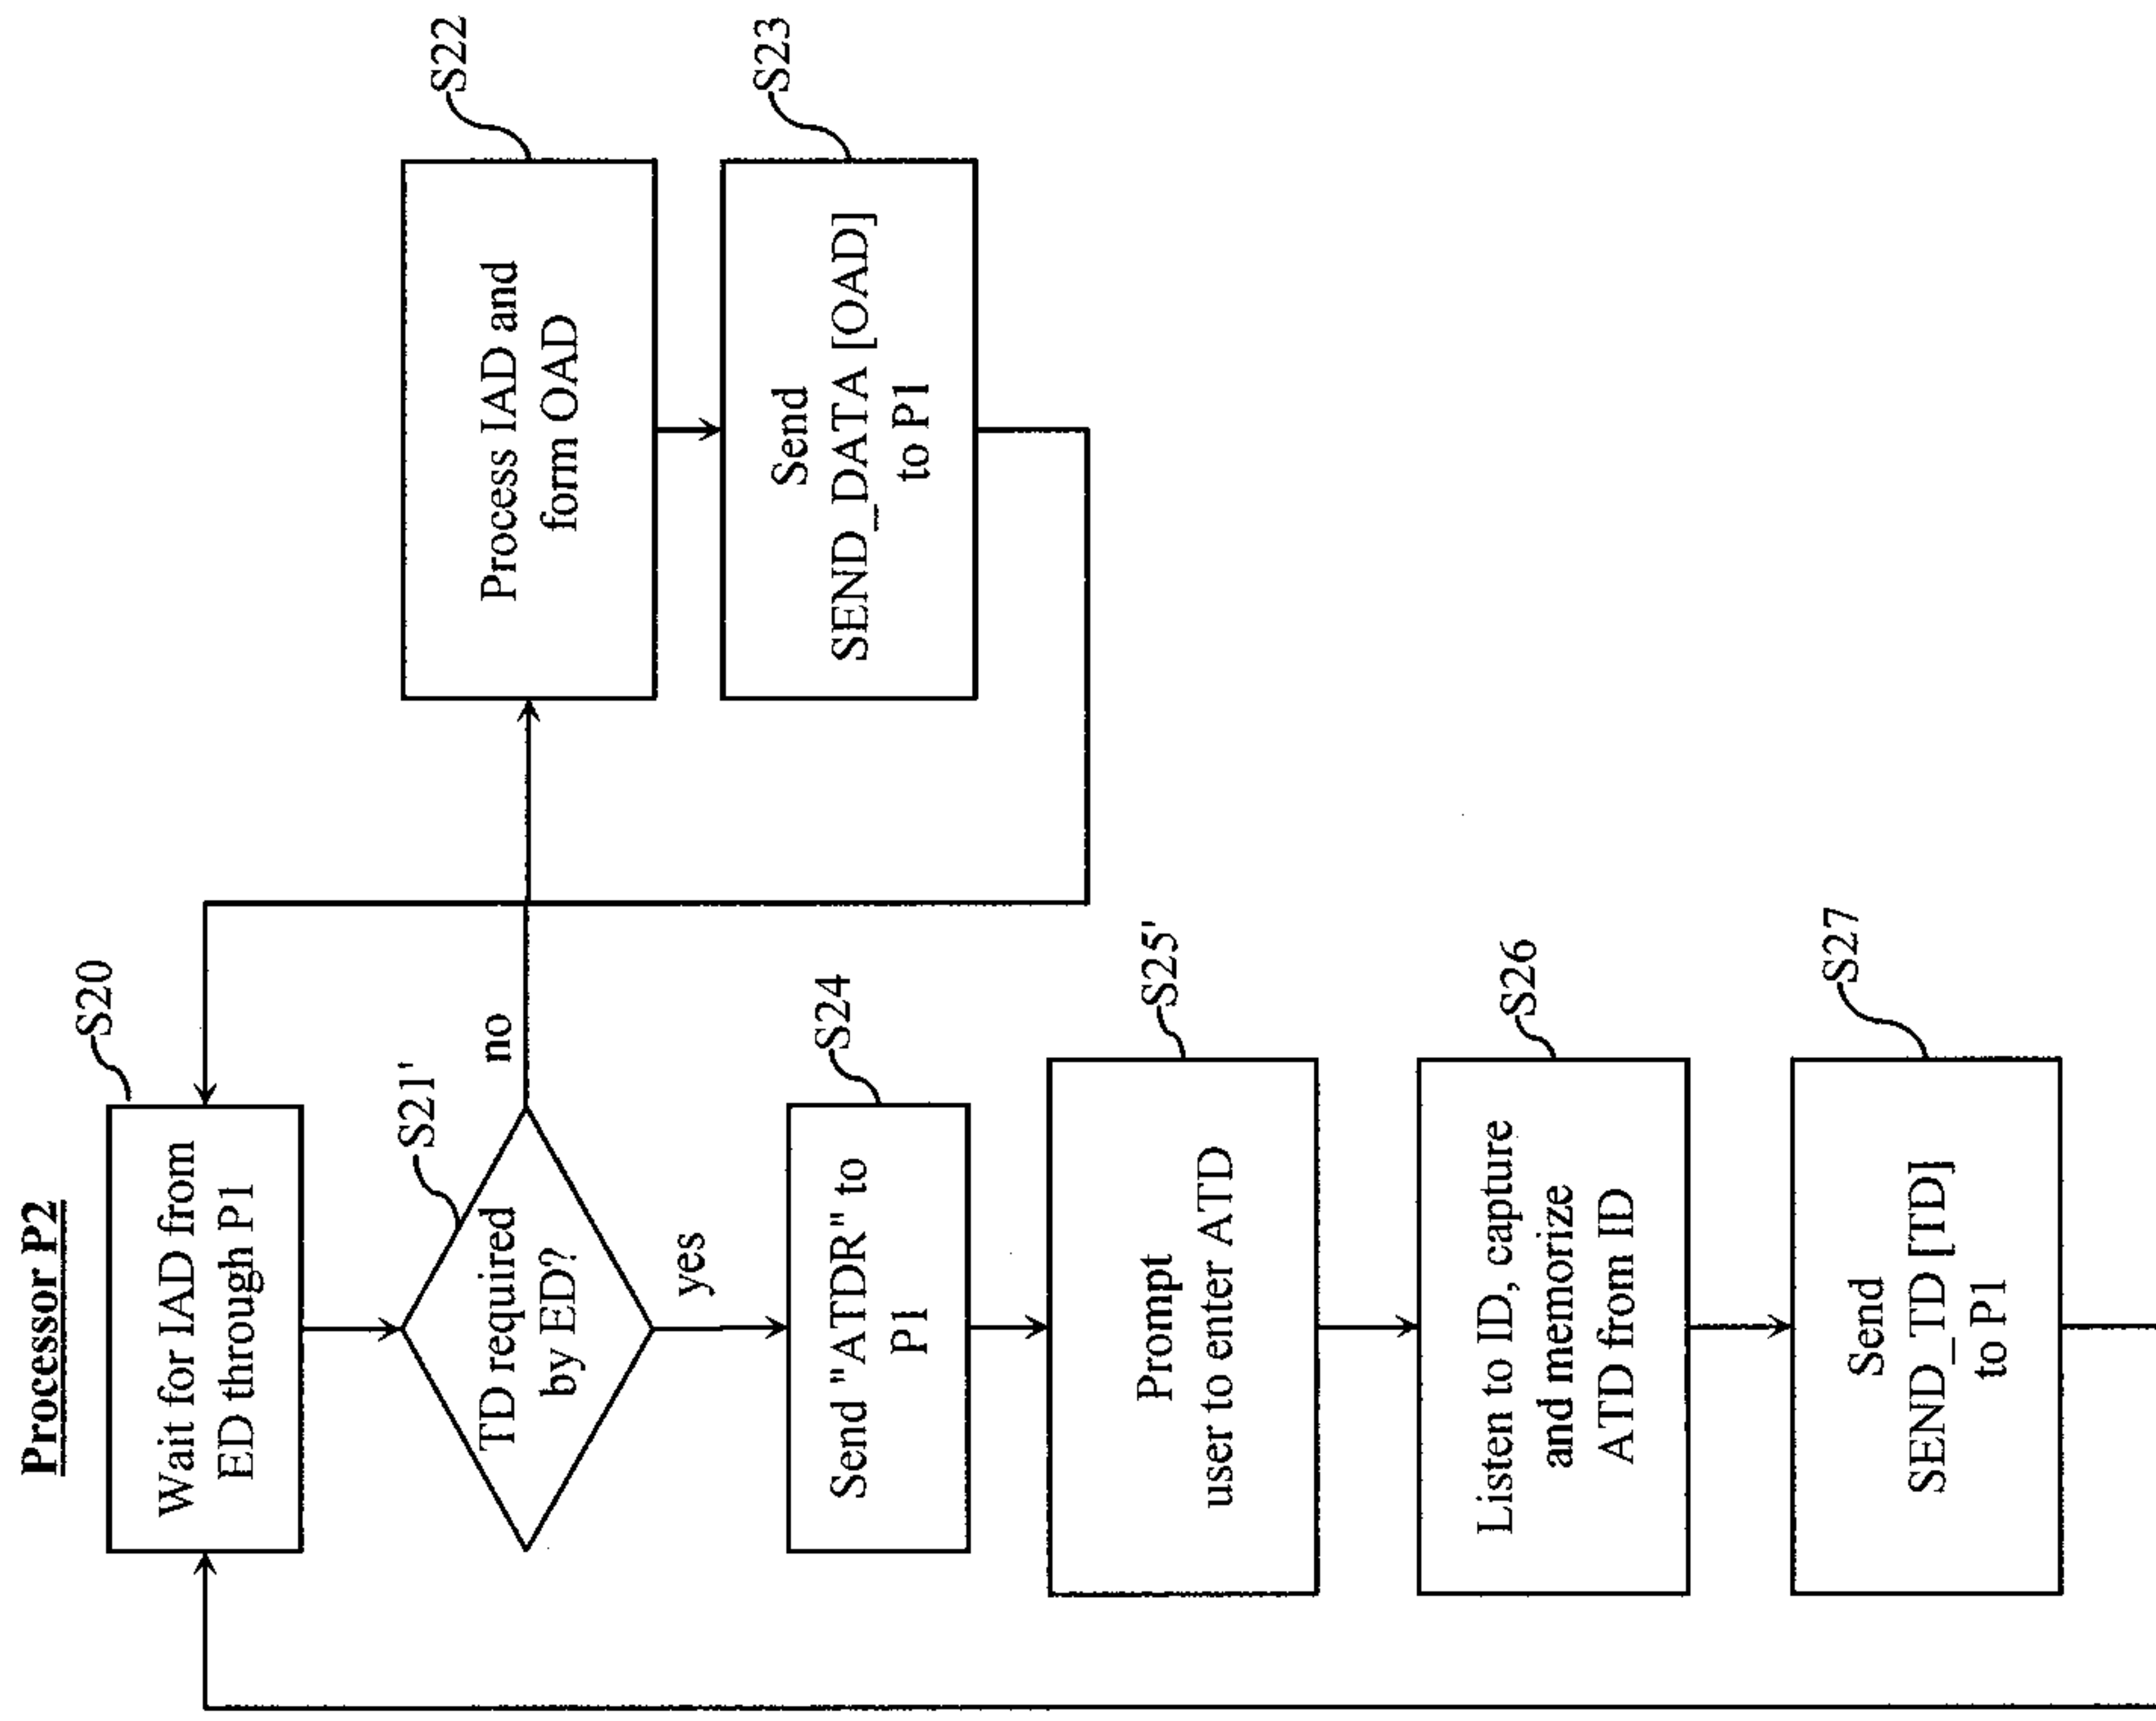 Processor P2
S20
Wait for IAD from
ED through P1
S21'
TD required
by ED?
no
yes
S22
Process IAD and
form OAD
S23
Send
SEND_DATA [OAD]
to P1
S24
Send "ATDR" to
P1
S25'
Prompt
user to enter ATD
S26
Listen to ID, capture
and memorize
ATD from ID
S27
Send
SEND_TD [TD]
to P1